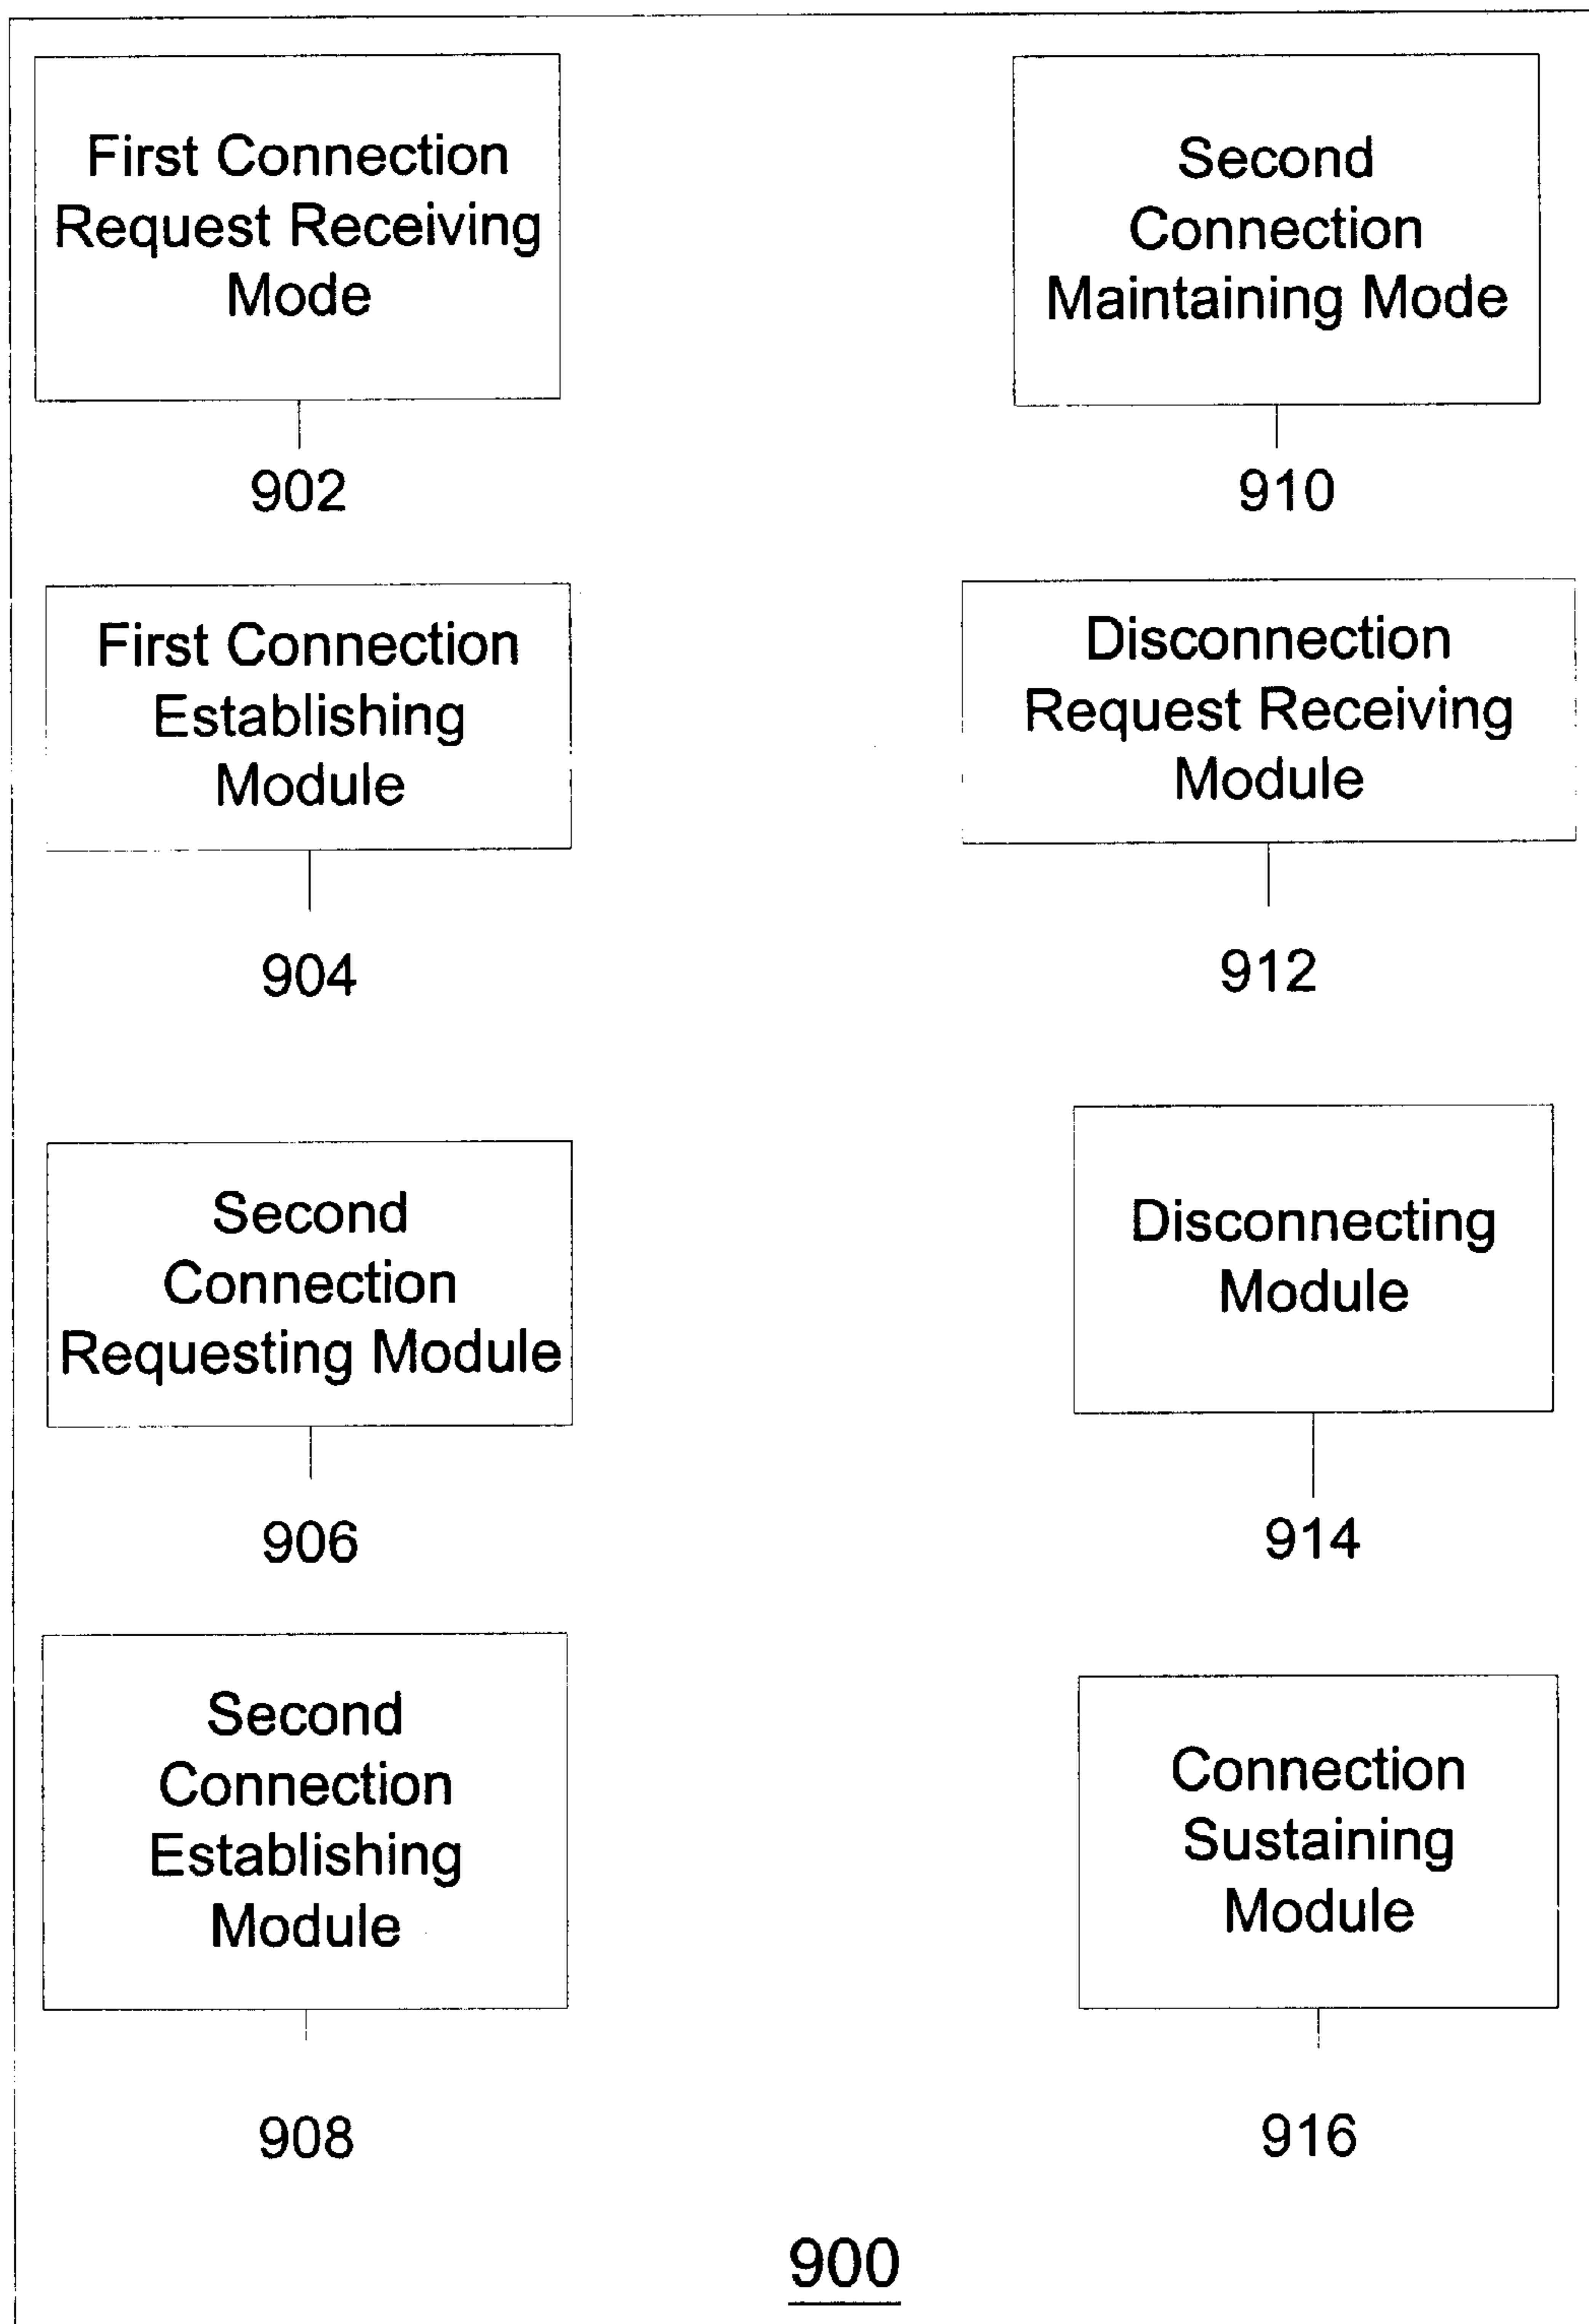 First Connection
Request Receiving
Mode
902
First Connection
Establishing
Module
904
Second
Connection
Requesting Module
906
Second
Connection
Establishing
Module
908
Second
Connection
Maintaining Mode
910
Disconnection
Request Receiving
Module
912
Disconnecting
Module
914
Connection
Sustaining
Module
916
900